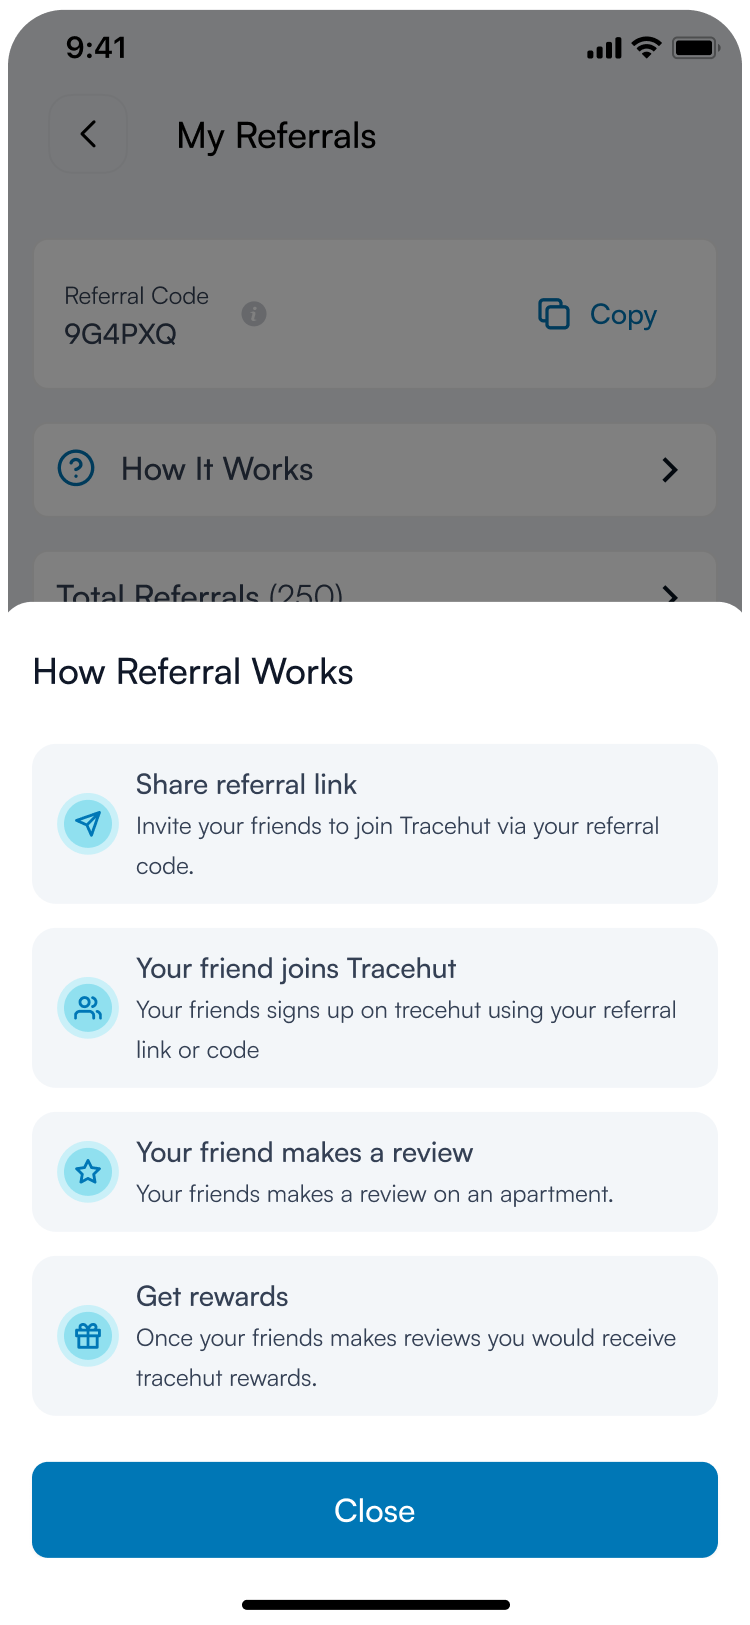 9:41
My Referrals
Referral Code
9G4PXQ
Copy
How It Works
Total Referrals (250)
How Referral Works
Share referral link
Invite your friends to join Tracehut via your referral
code.
Your friend joins Tracehut
Your friends signs up on trecehut using your referral
link or code
Your friend makes a review
Your friends makes a review on an apartment.
Get rewards
Once your friends makes reviews you would receive
tracehut rewards.
Close